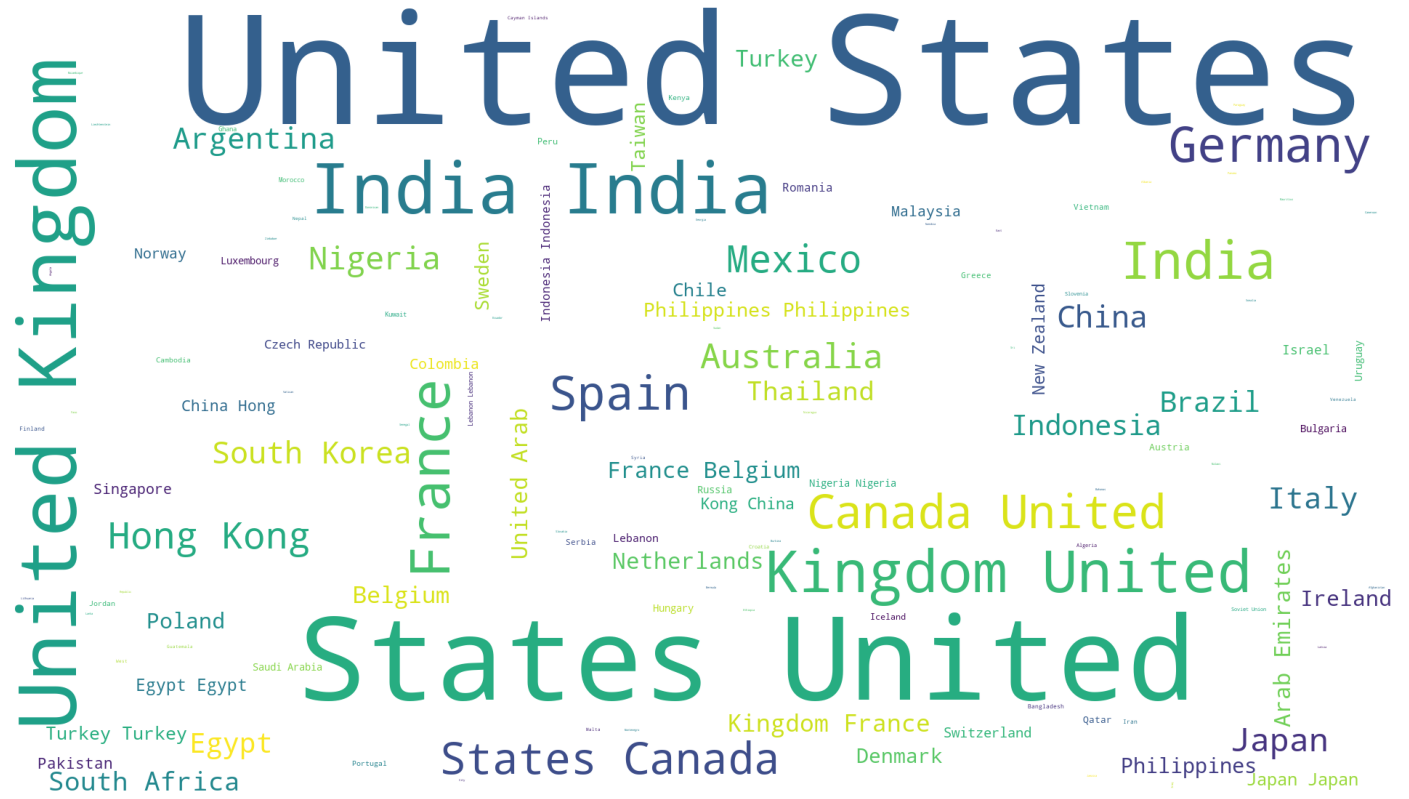 Cayman Islands
United States
Turkey
United Kingdom
Kenya
Taiwan
Argentina
Ghana
Germany
Peru
India India
Morocco
Romania
Indonesia Indonesia
Malaysia
Vietnam
Nepal
Norway
Luxembourg
Nigeria
Sweden
Mexico
India
Greece
Chile
Philippines Philippines
New Zealand
Slovenia
China
Kuwait
Czech Republic
Cambodia
Colombia
Australia
Israel
Uruguay
Thailand
Spain
Lebanon Lebanon
France
China Hong
Brazil
Venezuela
Finland
United Arab
Indonesia
Bulgaria
South Korea
Austria
France Belgium
Syria
Singapore
Russia
Nigeria Nigeria
Kong China
Canada United
Italy
Hong Kong
Serbia
Lebanon
Croatia
Algeria
Netherlands
Kingdom United
Arab Emirates
Belgium
Ireland
Jordan
Hungary
Soviet Union
Iceland
Poland
States United
Guatemala
Saudi Arabia
Egypt Egypt
Bangladesh
Qatar
Iran
Kingdom France
Switzerland
Malta
Turkey Turkey
Egypt
Japan
States Canada
Denmark
Pakistan
Portugal
Philippines
South Africa
Japan Japan